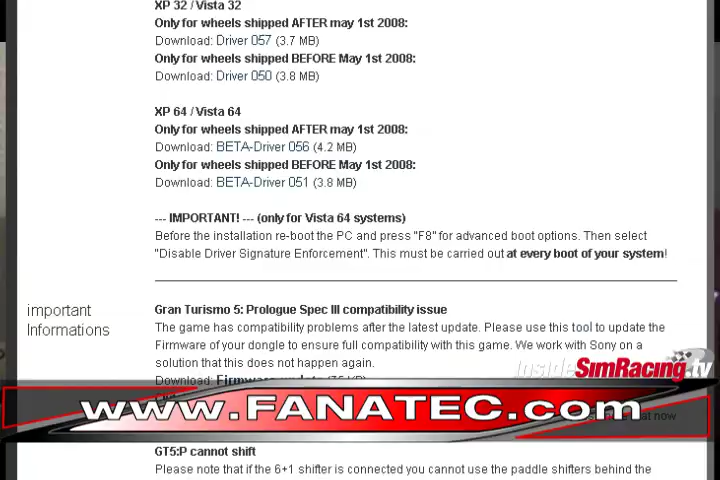 XP 32 / Vista 32
Only for wheels shipped AFTER may 1st 2008:
Download: Driver 057 (3.7 MB)
Only for wheels shipped BEFORE May 1st 2008:
Download: Driver 050 (3.8 MB)
XP 64 / Vista 64
Only for wheels shipped AFTER may 1st 2008:
Download: BETA-Driver 056 (4.2 MB)
Only for wheels shipped BEFORE May 1st 2008:
Download: BETA-Driver 051 (3.8 MB)
--- IMPORTANT! --- (only for Vista 64 systems)
Before the installation re-boot the PC and press "F8" for advanced boot options. Then select
"Disable Driver Signature Enforcement". This must be carried out at every boot of your system!
important
Informations
Gran Turismo 5: Prologue Spec III compatibility issue
The game has compatibility problems after the latest update. Please use this tool to update the
Firmware of your dongle to ensure full compatibility with this game. We work with Sony on a
solution that this does not happen again.
InsideSimRacing.tv
Download: Firmware update
www.FANATEC.com
now
GT5:P cannot shift
Please note that if the 6+1 shifter is connected you cannot use the paddle shifters behind the